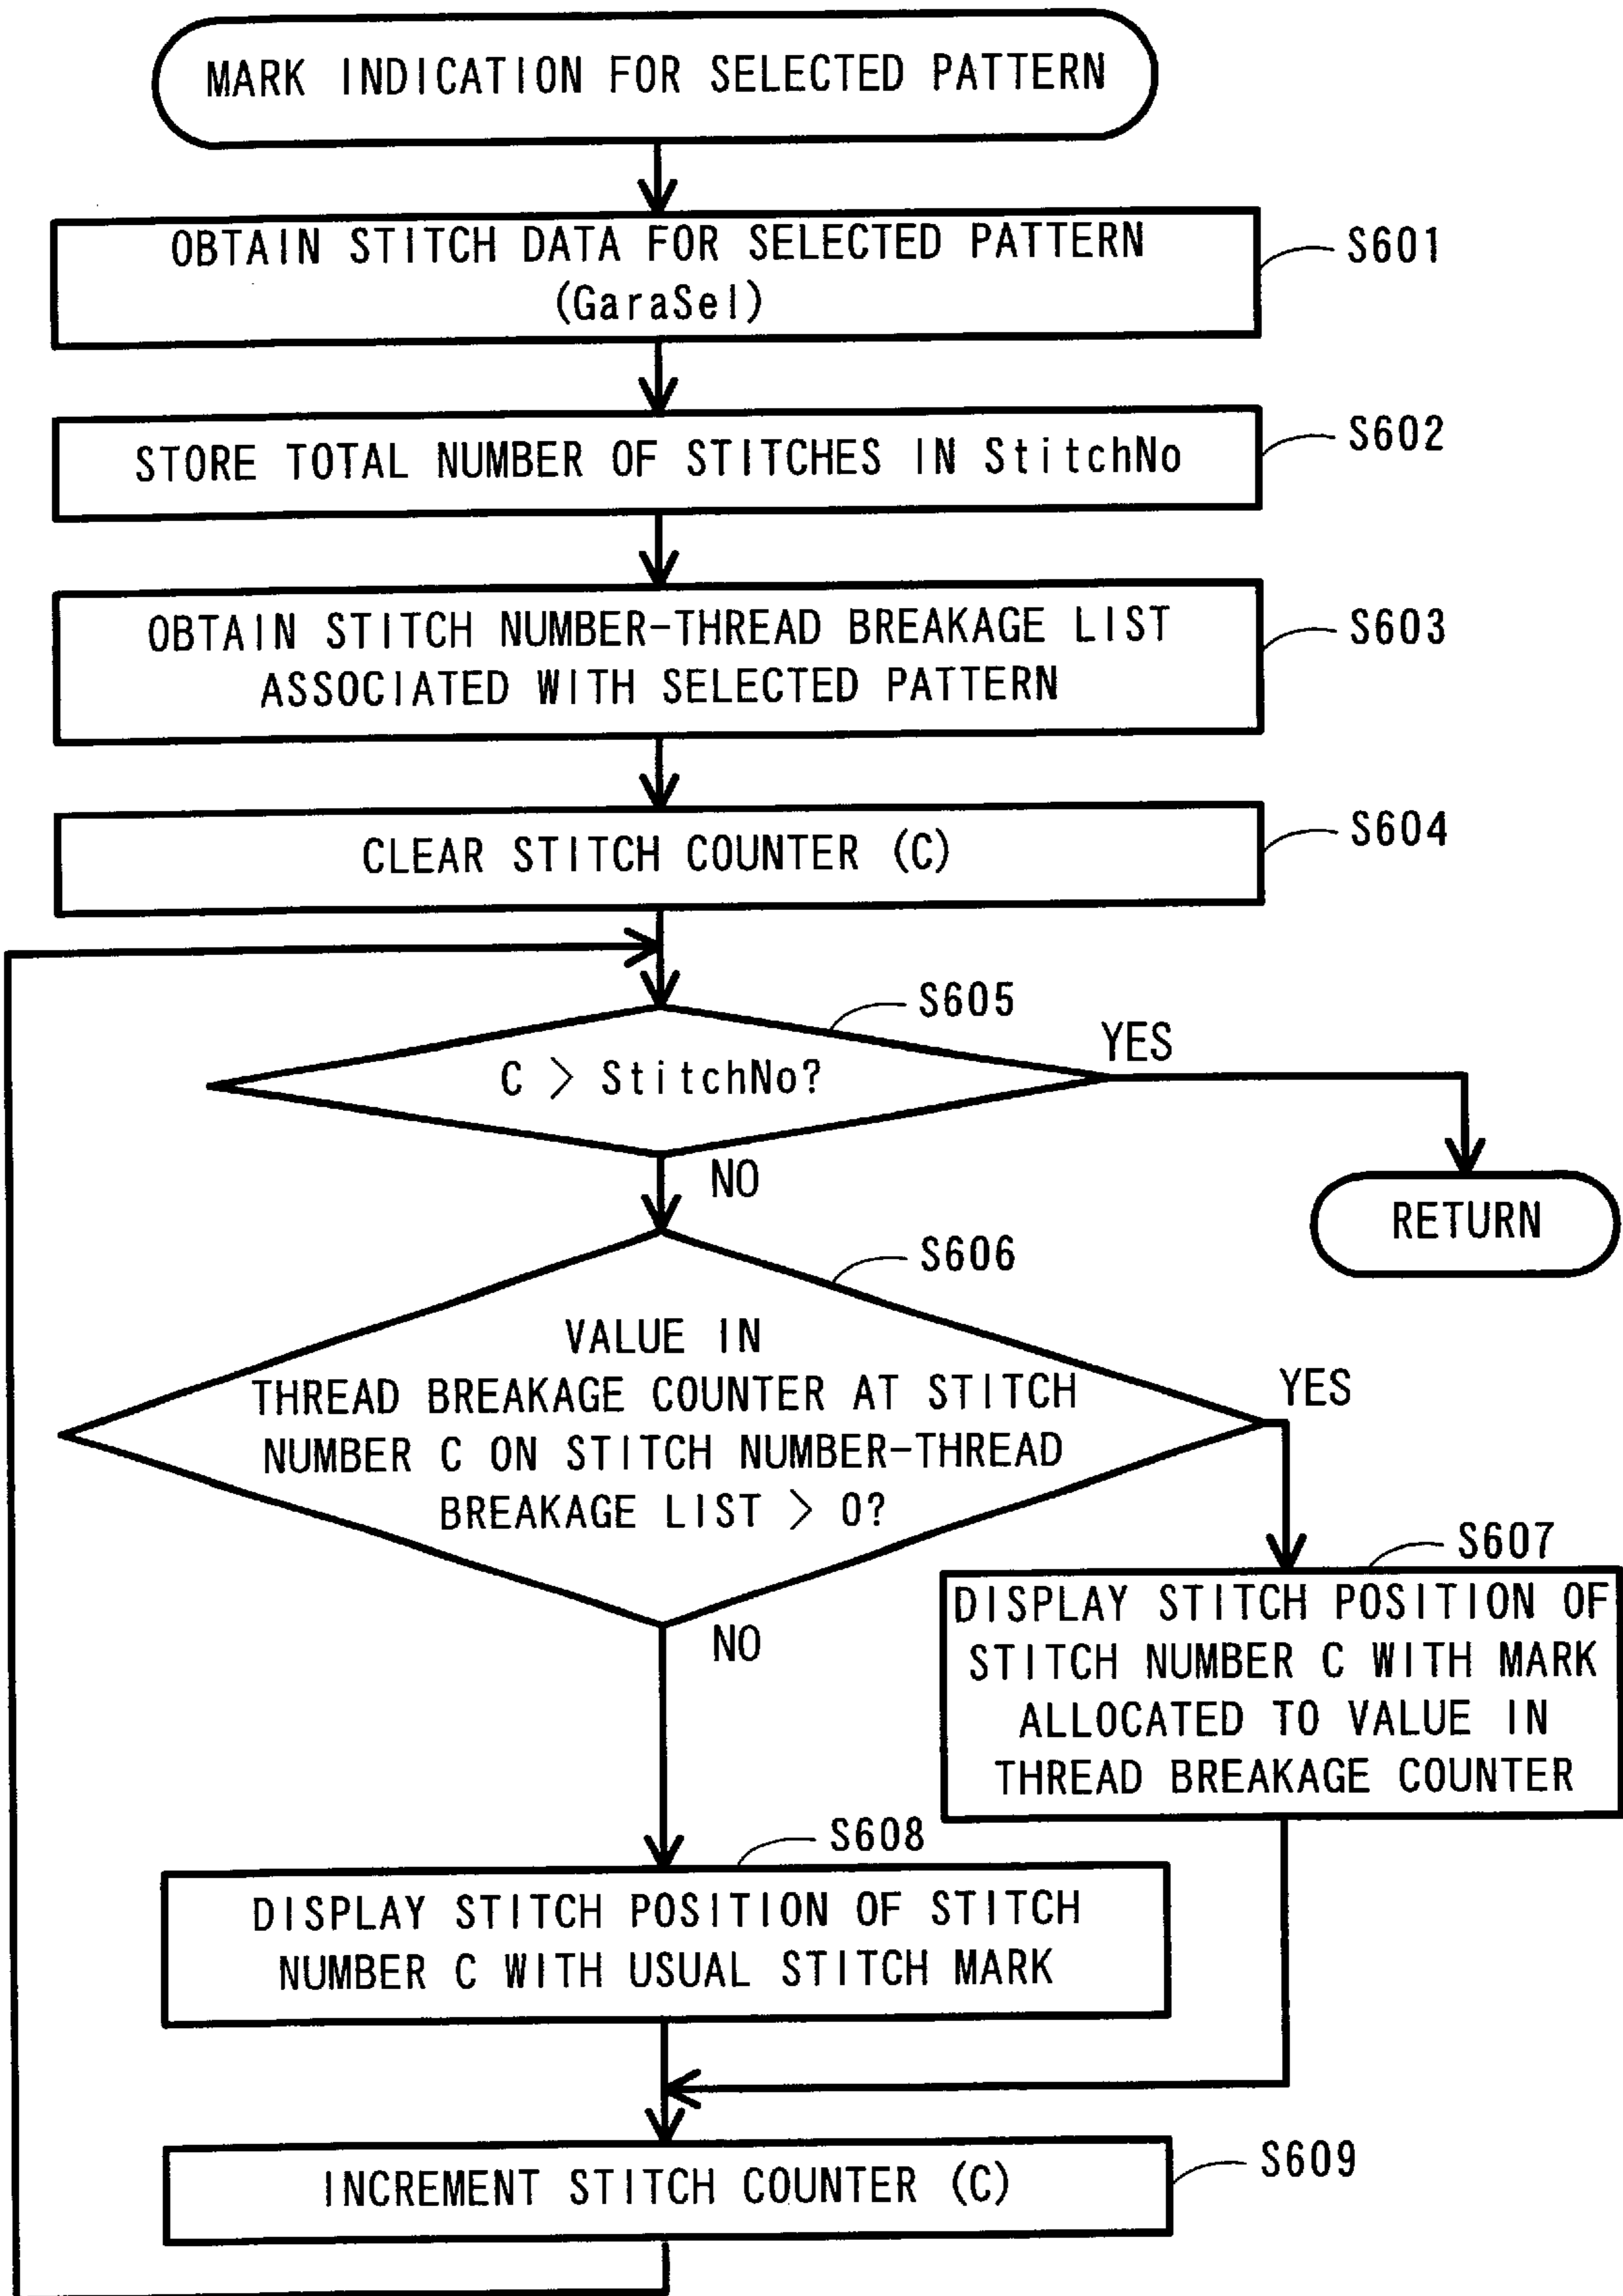 MARK INDICATION FOR SELECTED PATTERN
OBTAIN STITCH DATA FOR SELECTED PATTERN
(GaraSel)
S601
STORE TOTAL NUMBER OF STITCHES IN StitchNo
S602
OBTAIN STITCH NUMBER-THREAD BREAKAGE LIST
ASSOCIATED WITH SELECTED PATTERN
S603
CLEAR STITCH COUNTER (C)
S604
S605
C > StitchNo?
YES
NO
RETURN
S606
VALUE IN
THREAD BREAKAGE COUNTER AT STITCH
NUMBER C ON STITCH NUMBER-THREAD
BREAKAGE LIST > 0?
YES
NO
S607
DISPLAY STITCH POSITION OF
STITCH NUMBER C WITH MARK
ALLOCATED TO VALUE IN
THREAD BREAKAGE COUNTER
S608
DISPLAY STITCH POSITION OF STITCH
NUMBER C WITH USUAL STITCH MARK
INCREMENT STITCH COUNTER (C)
S609